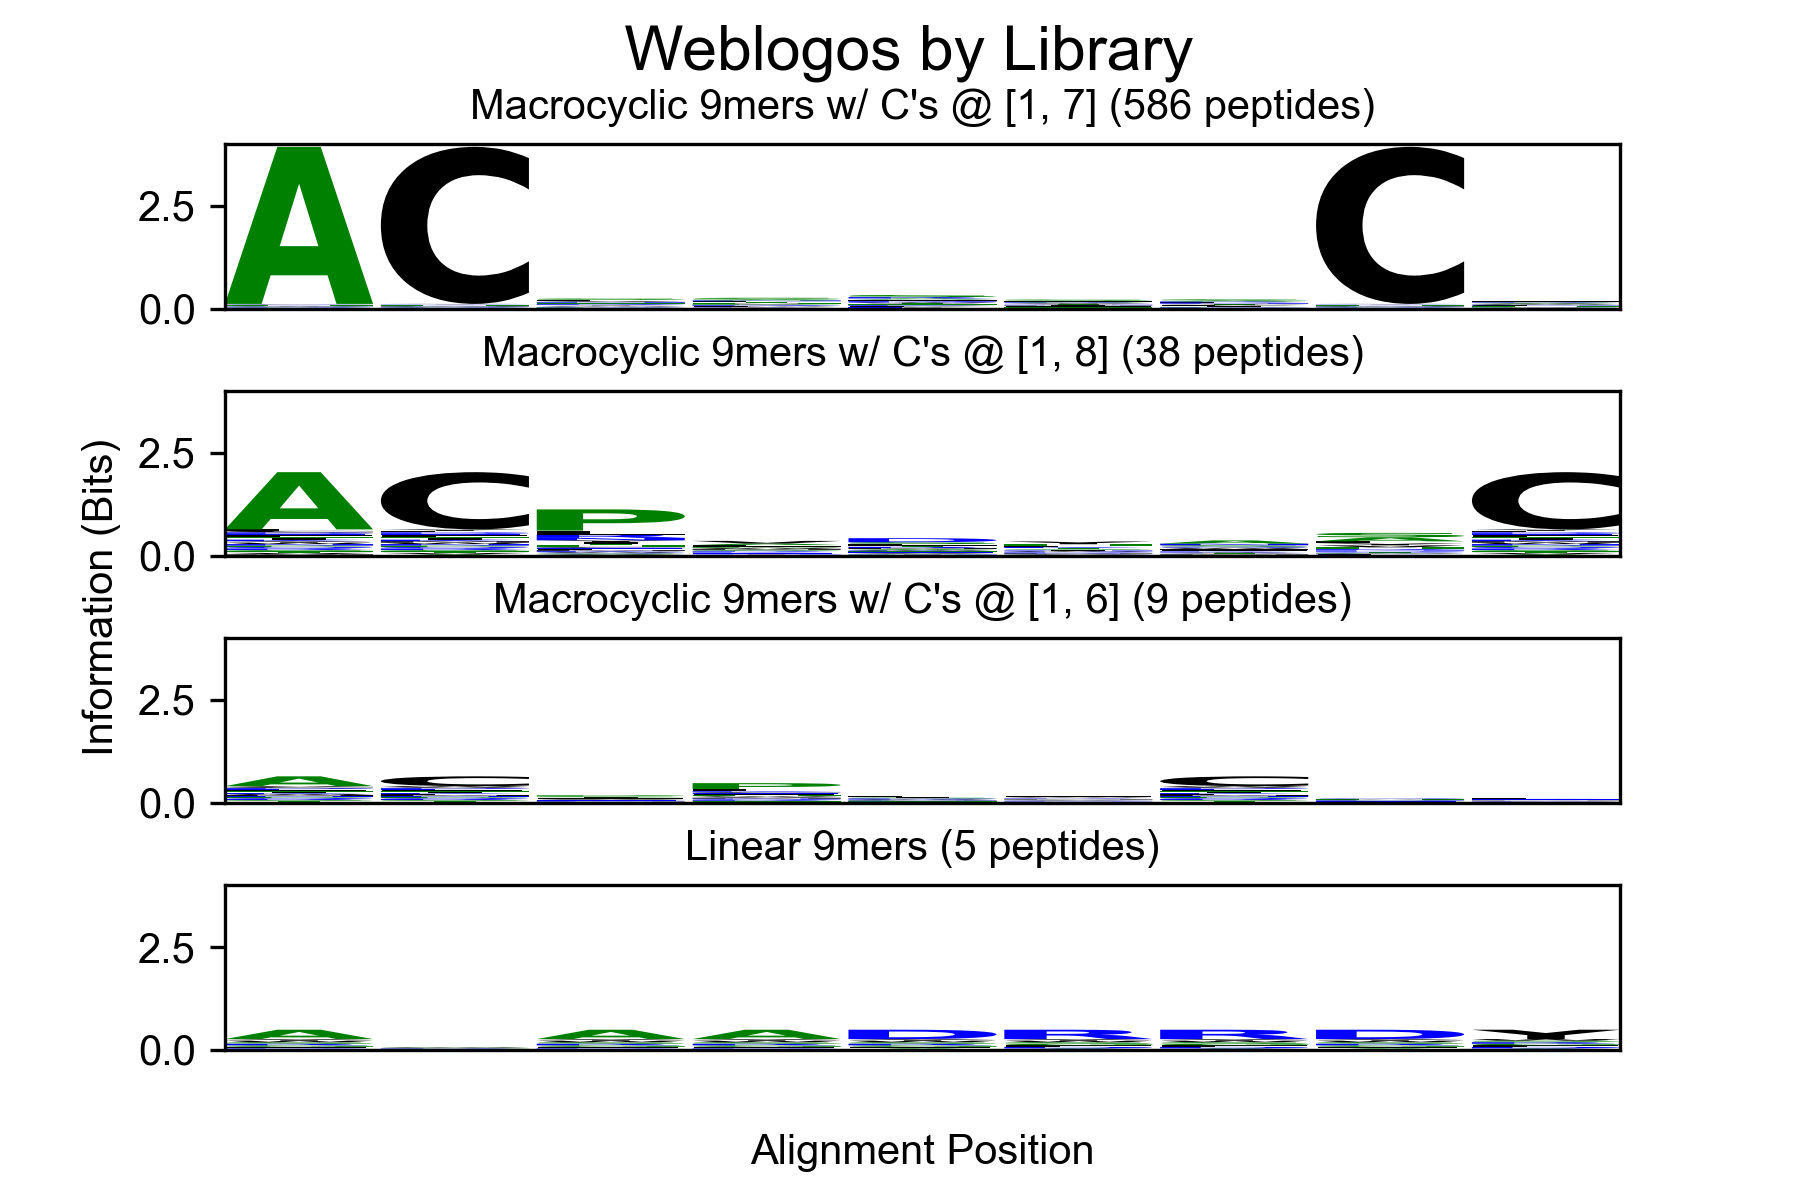 Weblogos by Library
Macrocyclic 9mers w/ C's @ [1, 7] (586 peptides)
2.5
A C C
0.0
Macrocyclic 9mers w/ C's @ [1, 8] (38 peptides)
2.5
A C P C
0.0
Macrocyclic 9mers w/ C's @ [1, 6] (9 peptides)
2.5
A C P C
0.0
Linear 9mers (5 peptides)
2.5
A A A D R R D Y
0.0
Information (Bits)
Alignment Position